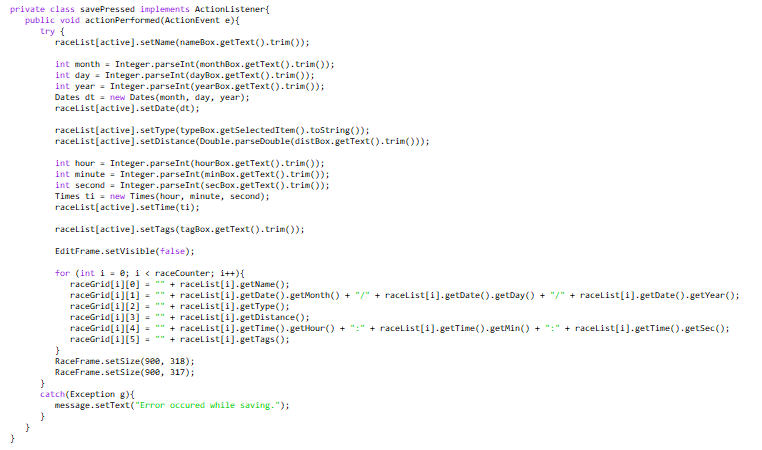 private class savePressed implements ActionListener{
public void actionPerformed(ActionEvent e){
try {
raceList[active].setName(nameBox.getText().trim());
int month = Integer.parseInt(monthBox.getText().trim());
int day = Integer.parseInt(dayBox.getText().trim());
int year = Integer.parseInt(yearBox.getText().trim());
Dates dt = new Dates(month, day, year);
raceList[active].setDate(dt);
raceList[active].setType(typeBox.getSelectedItem().toString());
raceList[active].setDistance(Double.parseDouble(distBox.getText().trim()));
int hour = Integer.parseInt(hourBox.getText().trim());
int minute = Integer.parseInt(minBox.getText().trim());
int second = Integer.parseInt(secBox.getText().trim());
Times ti = new Times(hour, minute, second);
raceList[active].setTime(ti);
raceList[active].setTags(tagBox.getText().trim());
EditFrame.setVisible(false);
for (int i = 0; i < raceCounter; i++){
raceGrid[i][0] = "" + raceList[i].getName();
raceGrid[i][1] = "" + raceList[i].getDate().getMonth() + "/" + raceList[i].getDate().getDay() + "/" + raceList[i].getDate().getYear();
raceGrid[i][2] = "" + raceList[i].getType();
raceGrid[i][3] = "" + raceList[i].getDistance();
raceGrid[i][4] = "" + raceList[i].getTime().getHour() + ":" + raceList[i].getTime().getMin() + ":" + raceList[i].getTime().getSec();
raceGrid[i][5] = "" + raceList[i].getTags();
}
RaceFrame.setSize(900, 318);
RaceFrame.setSize(900, 317);
}
catch(Exception g){
message.setText("Error occured while saving.");
}
}
}